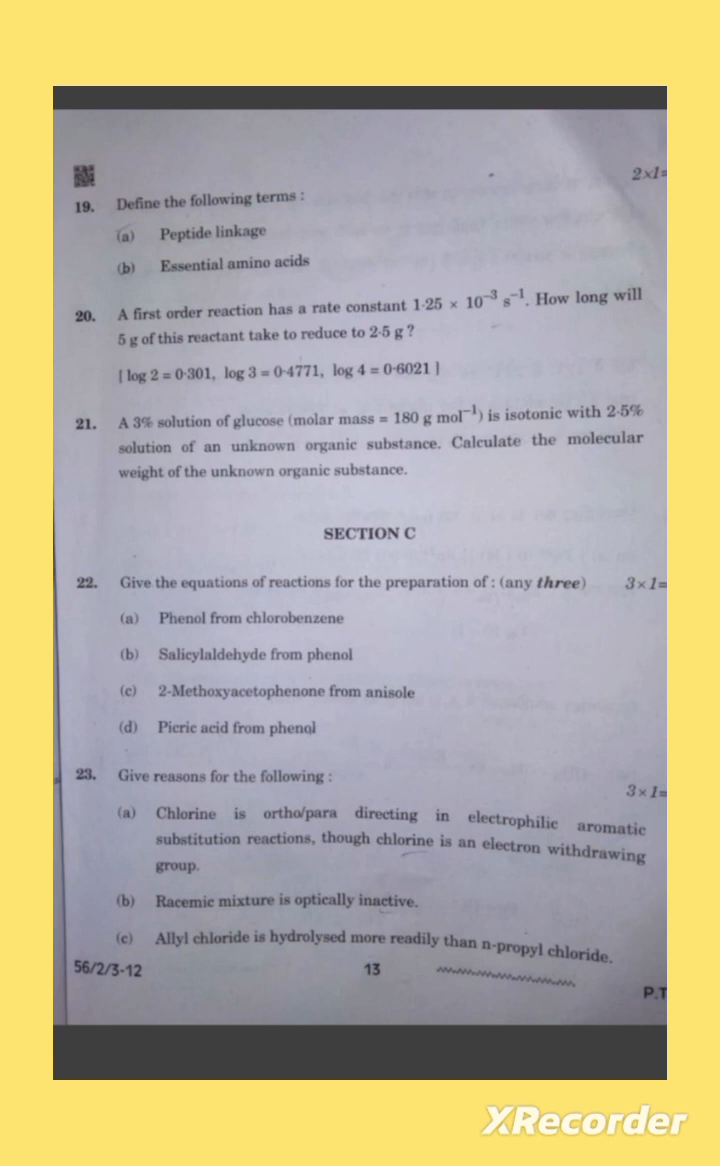 2×1=
19. Define the following terms :
(a) Peptide linkage
(b) Essential amino acids
20. A first order reaction has a rate constant 1·25 × 10⁻³ s⁻¹. How long will
5 g of this reactant take to reduce to 2·5 g ?
[ log 2 = 0·301, log 3 = 0·4771, log 4 = 0·6021 ]
21. A 3% solution of glucose (molar mass = 180 g mol⁻¹) is isotonic with 2·5%
solution of an unknown organic substance. Calculate the molecular
weight of the unknown organic substance.
SECTION C
22. Give the equations of reactions for the preparation of : (any three) 3×1=
(a) Phenol from chlorobenzene
(b) Salicylaldehyde from phenol
(c) 2-Methoxyacetophenone from anisole
(d) Picric acid from phenol
23. Give reasons for the following :
3×1=
(a) Chlorine is ortho/para directing in electrophilic aromatic
substitution reactions, though chlorine is an electron withdrawing
group.
(b) Racemic mixture is optically inactive.
(c) Allyl chloride is hydrolysed more readily than n-propyl chloride.
56/2/3-12 13
P.T
XRecorder